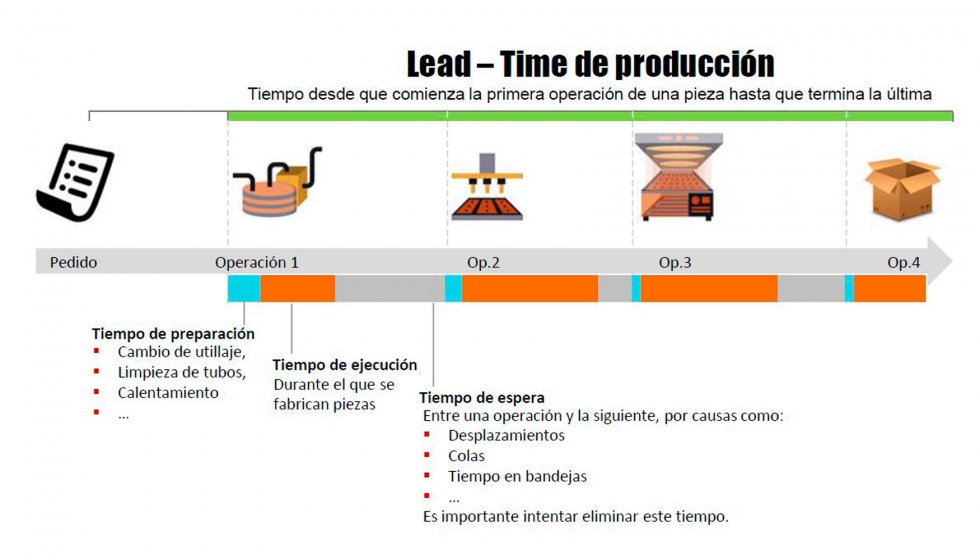 Lead – Time de producción
Tiempo desde que comienza la primera operación de una pieza hasta que termina la última
Pedido
Operación 1
Op.2
Op.3
Op.4
Tiempo de preparación
▪ Cambio de utillaje,
▪ Limpieza de tubos,
▪ Calentamiento
▪ ...
Tiempo de ejecución
Durante el que se
fabrican piezas
Tiempo de espera
Entre una operación y la siguiente, por causas como:
▪ Desplazamientos
▪ Colas
▪ Tiempo en bandejas
▪ ...
Es importante intentar eliminar este tiempo.